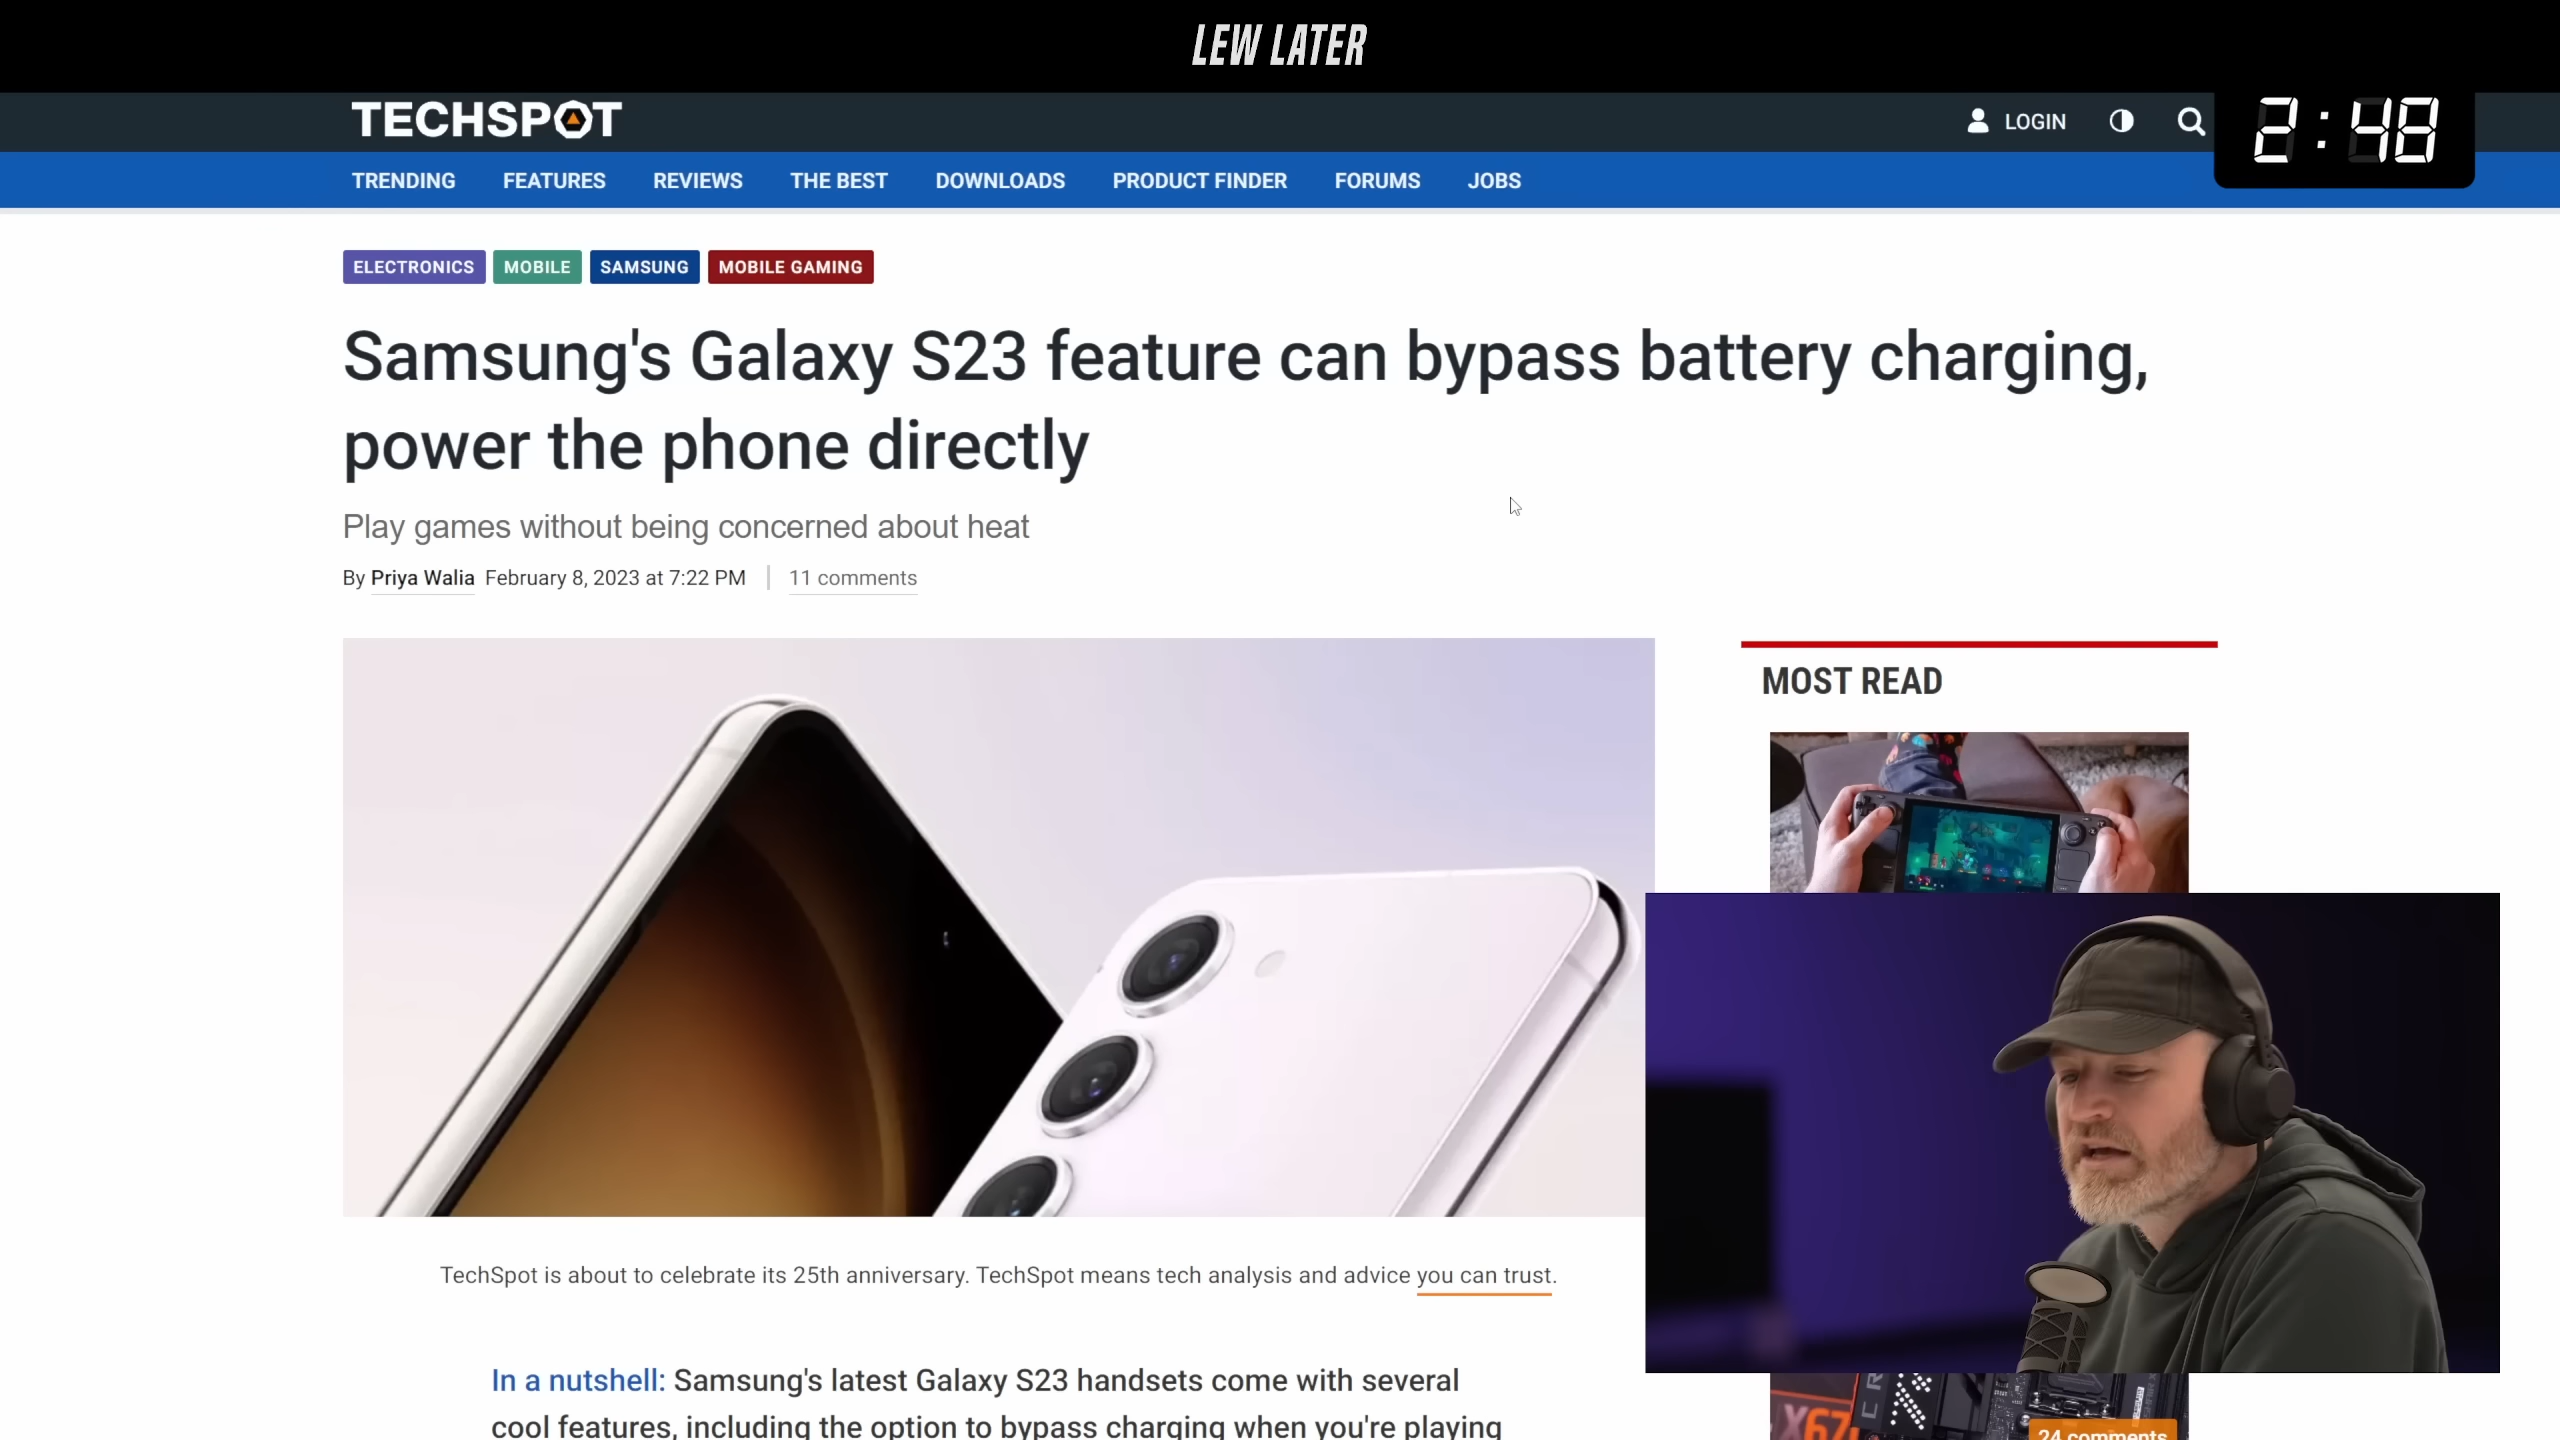 LEW LATER
TECHSPOT
LOGIN
2:48
TRENDING FEATURES REVIEWS THE BEST DOWNLOADS PRODUCT FINDER FORUMS JOBS
ELECTRONICS MOBILE SAMSUNG MOBILE GAMING
Samsung's Galaxy S23 feature can bypass battery charging,
power the phone directly
Play games without being concerned about heat
By Priya Walia February 8, 2023 at 7:22 PM | 11 comments
MOST READ
TechSpot is about to celebrate its 25th anniversary. TechSpot means tech analysis and advice you can trust.
In a nutshell: Samsung's latest Galaxy S23 handsets come with several
cool features, including the option to bypass charging when you're playing
X67
24 comments